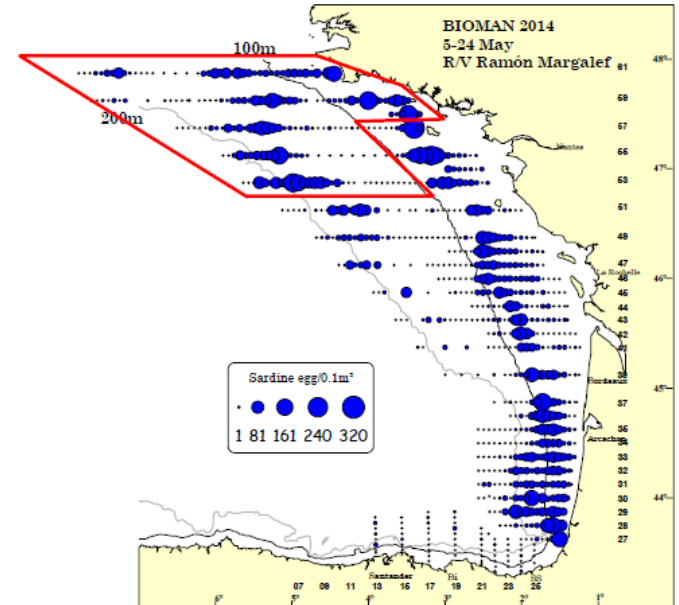 BIOMAN 2014
5-24 May
R/V Ramón Margalef
100m
48°
61
59
200m
57
Nantes
55
47°
53
51
49
47
La Rochelle
46
46°
45
44
43
42
41
39
Bordeaux
45°
Sardine egg/0.1m²
1 81 161 240 320
37
35
Arcachon
34
33
32
31
30
44°
29
28
27
Santander Bi SS
07 09 11 13 15 17 19 21 23 25
6° 5° 4° 3° 2° 1°